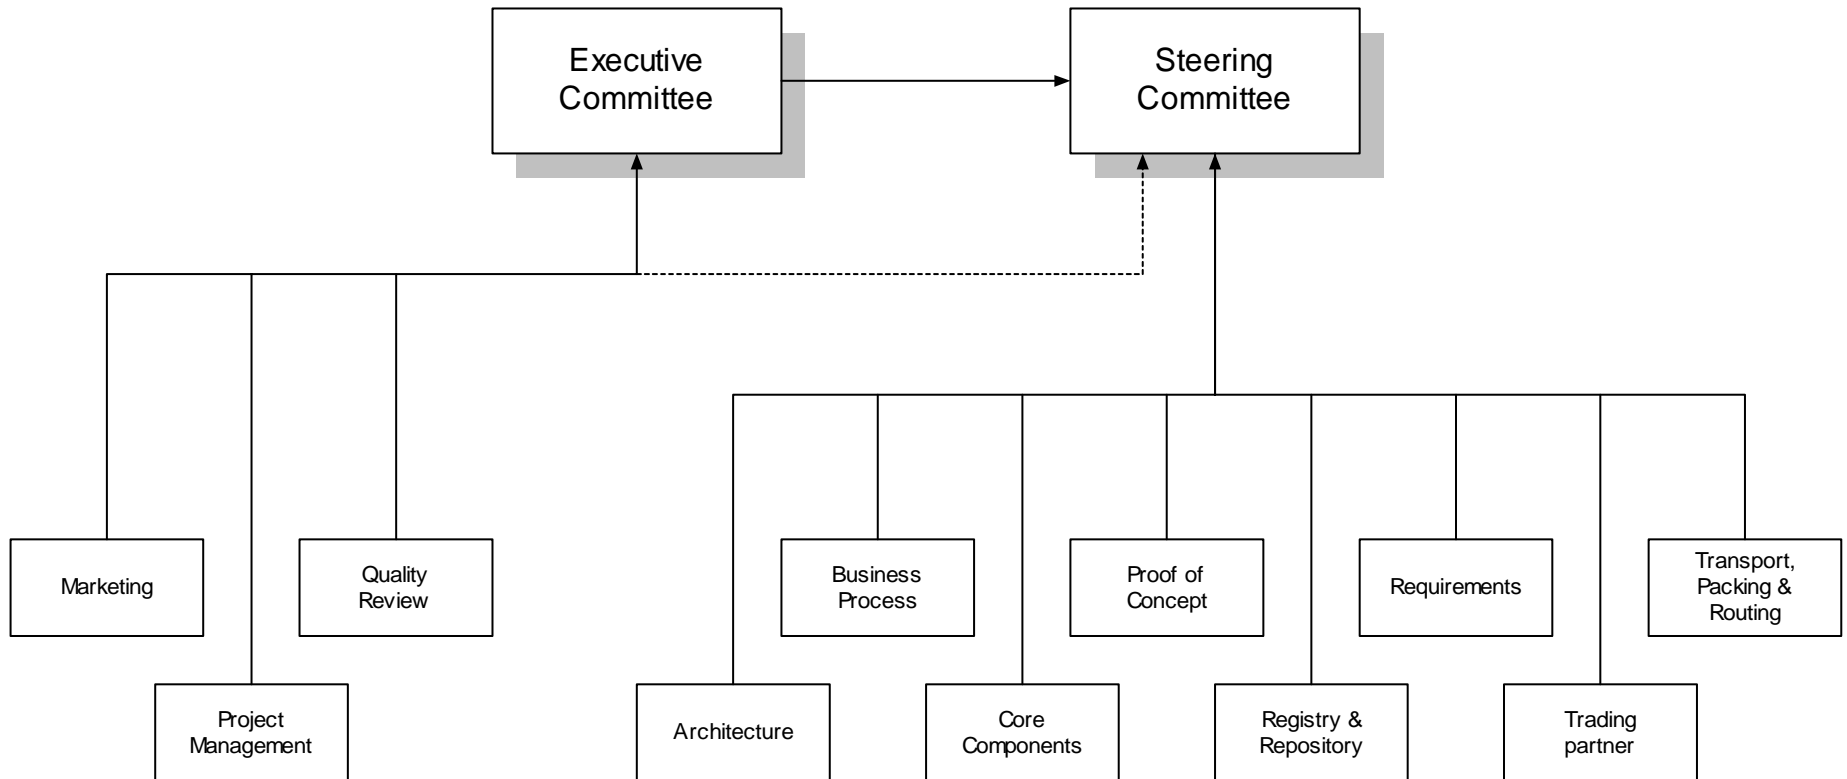 Executive
Committee
Steering
Committee
Marketing
Quality
Review
Business
Process
Proof of
Concept
Requirements
Transport,
Packing &
Routing
Project
Management
Architecture
Core
Components
Registry &
Repository
Trading
partner